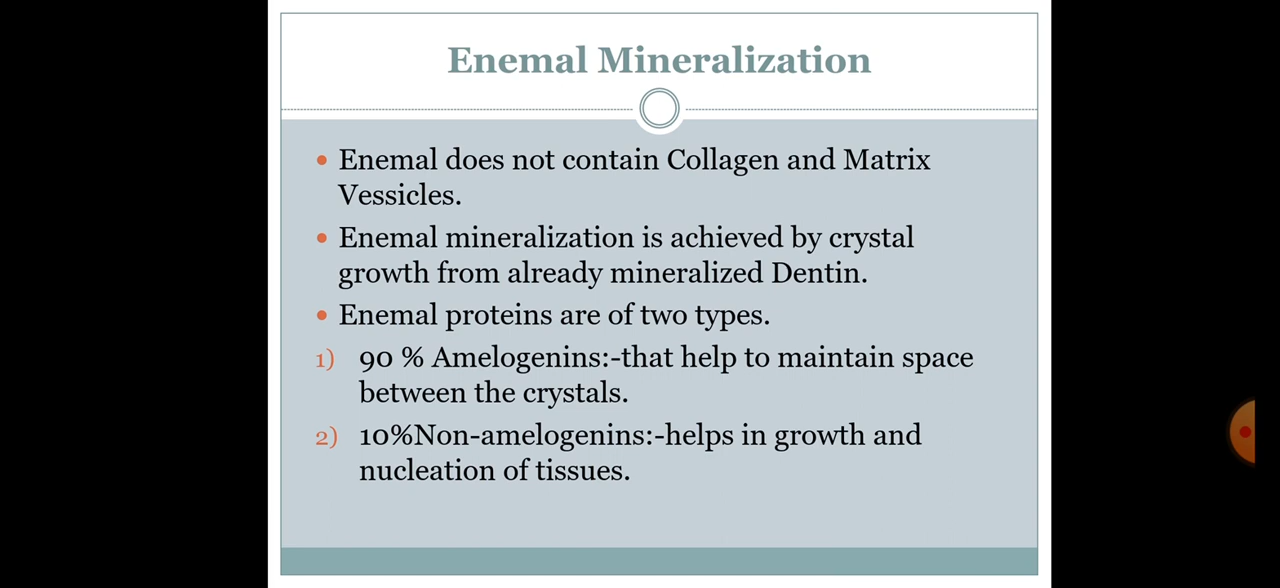 Enemal Mineralization
• Enemal does not contain Collagen and Matrix
Vessicles.
• Enemal mineralization is achieved by crystal
growth from already mineralized Dentin.
• Enemal proteins are of two types.
1) 90 % Amelogenins:-that help to maintain space
between the crystals.
2) 10%Non-amelogenins:-helps in growth and
nucleation of tissues.